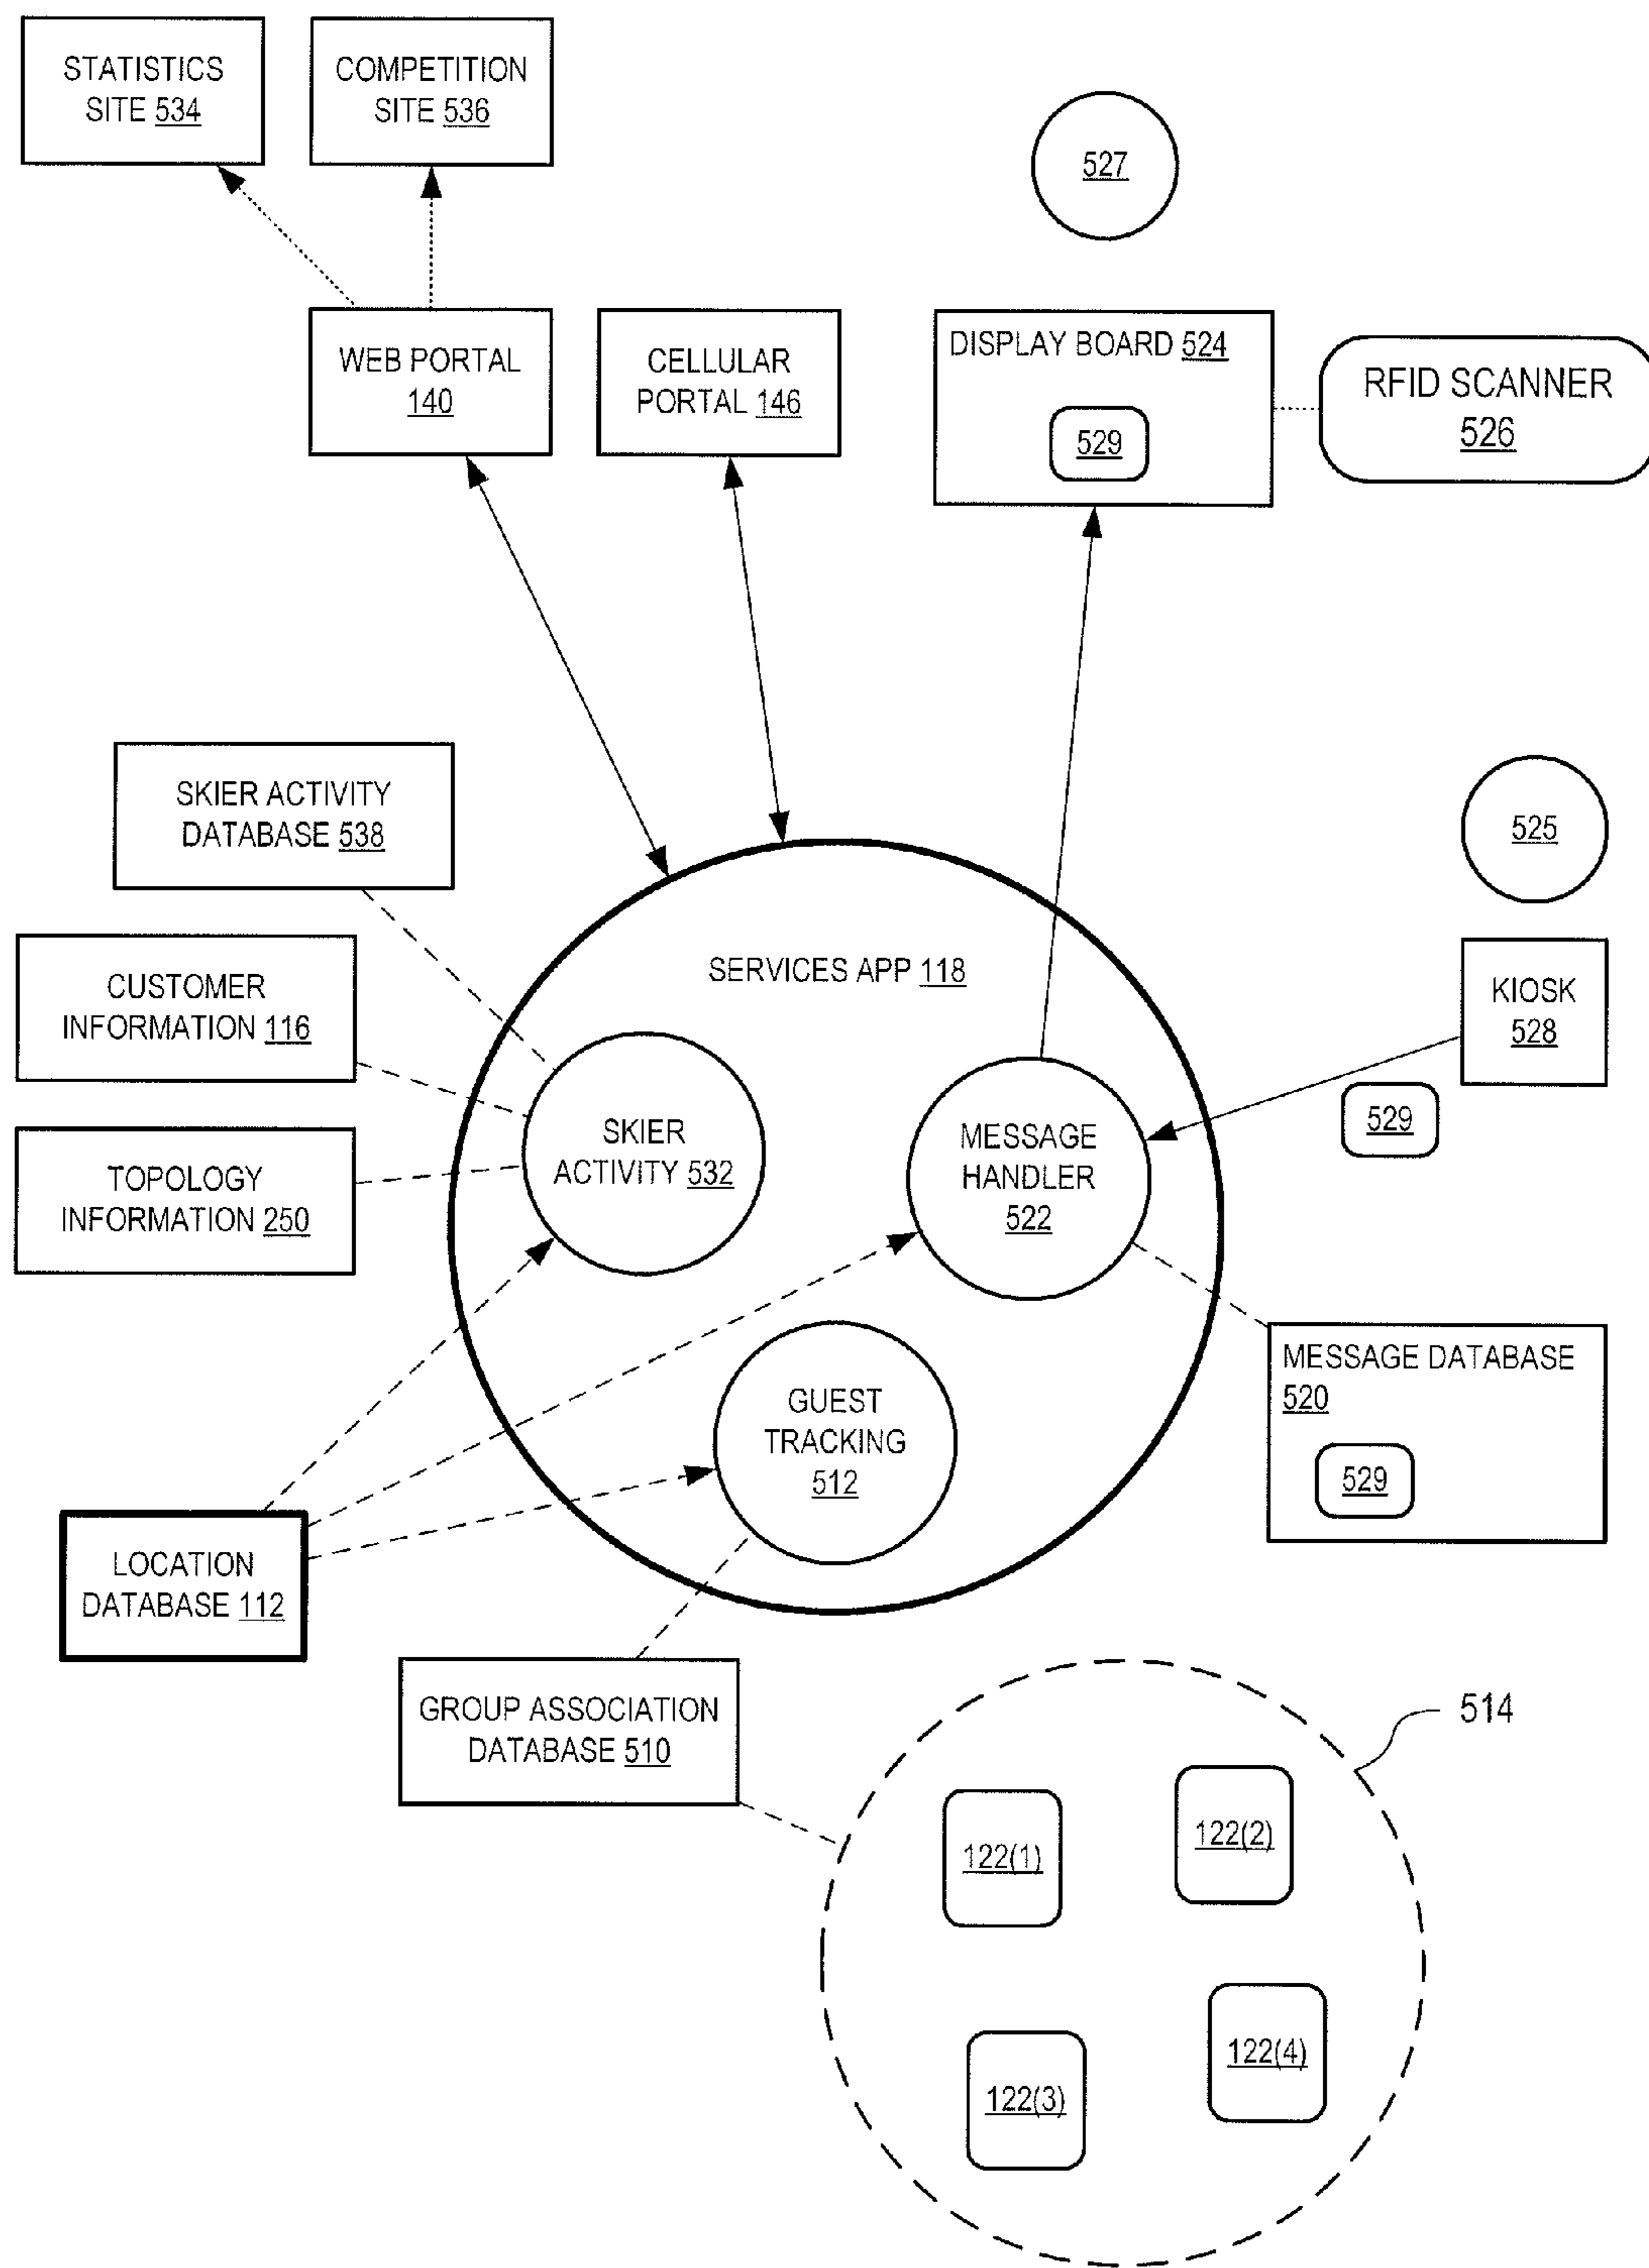 STATISTICS
SITE 534
COMPETITION
SITE 536
527
WEB PORTAL
140
CELLULAR
PORTAL 146
DISPLAY BOARD 524
529
RFID SCANNER
526
SKIER ACTIVITY
DATABASE 538
525
CUSTOMER
INFORMATION 116
SERVICES APP 118
KIOSK
528
529
TOPOLOGY
INFORMATION 250
SKIER
ACTIVITY 532
MESSAGE
HANDLER
522
MESSAGE DATABASE
520
529
GUEST
TRACKING
512
LOCATION
DATABASE 112
GROUP ASSOCIATION
DATABASE 510
514
122(1)
122(2)
122(3)
122(4)